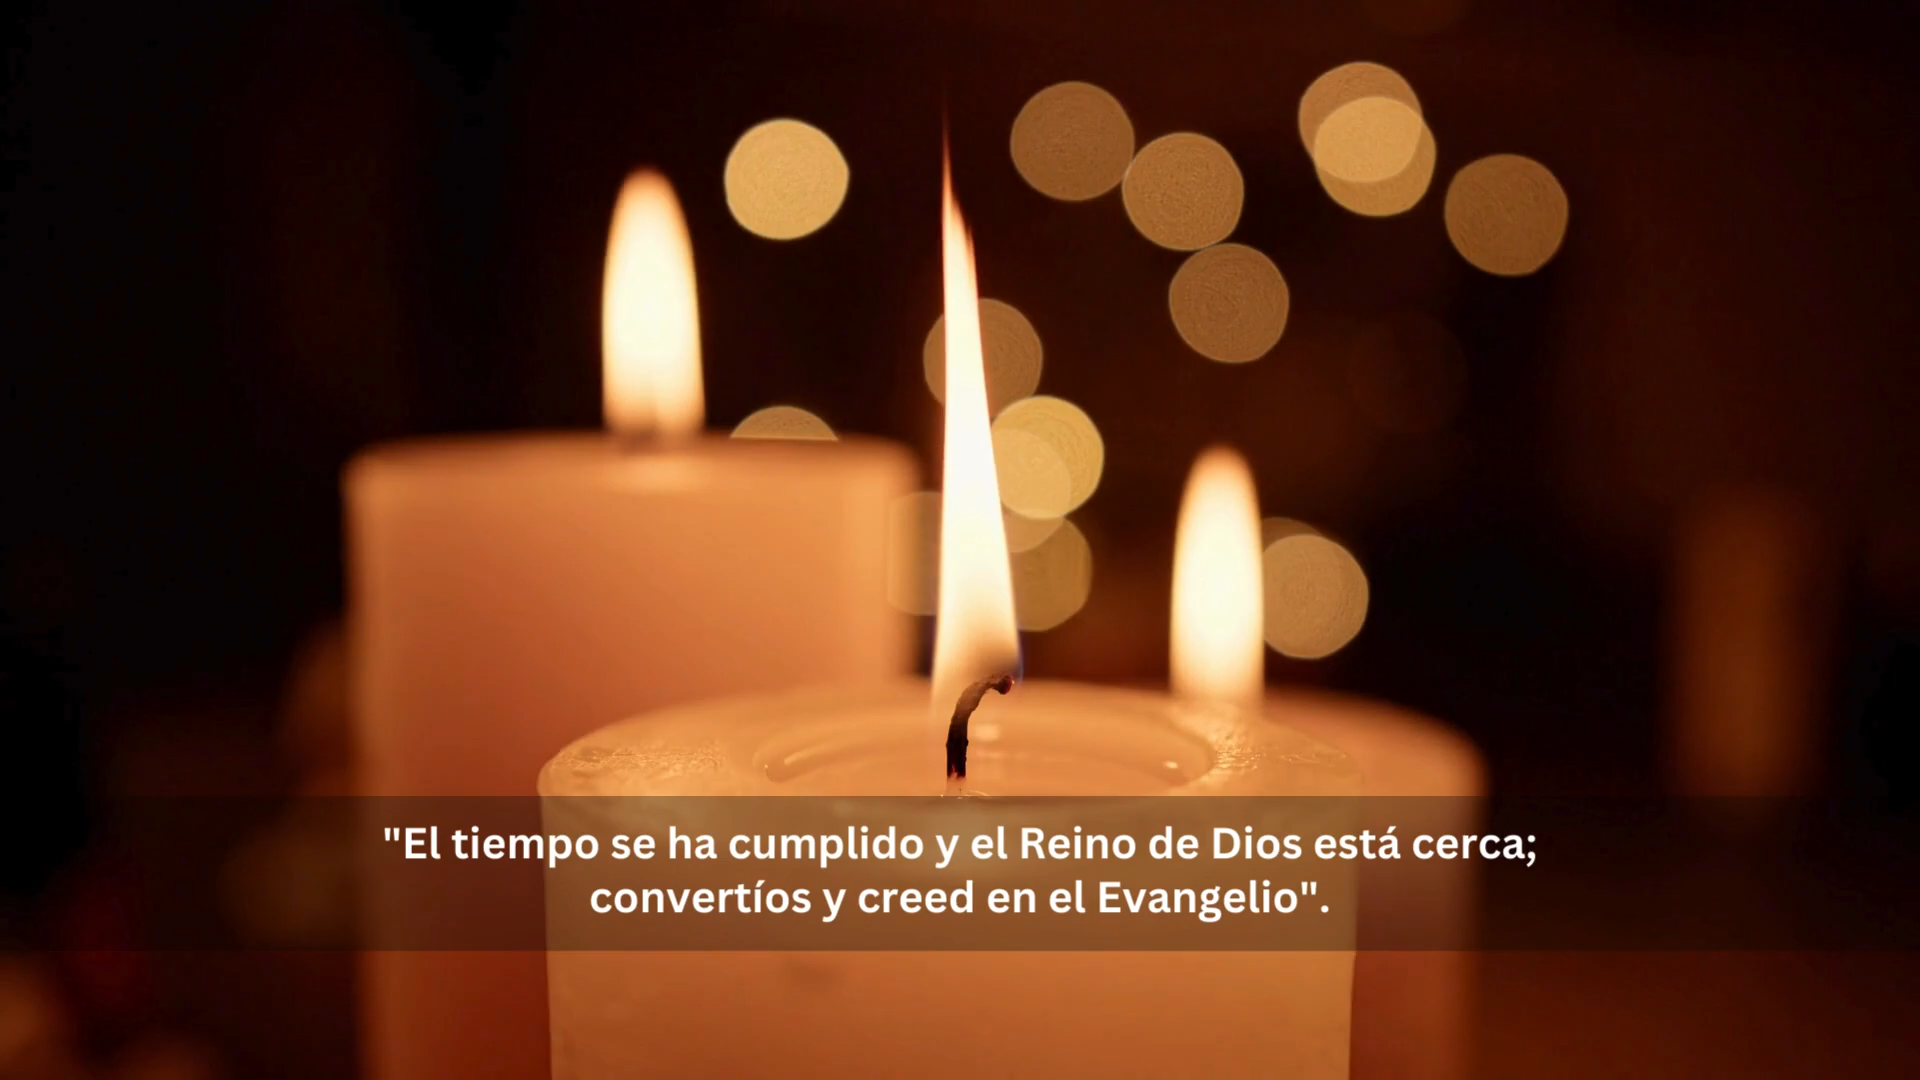 "El tiempo se ha cumplido y el Reino de Dios está cerca;
convertíos y creed en el Evangelio".